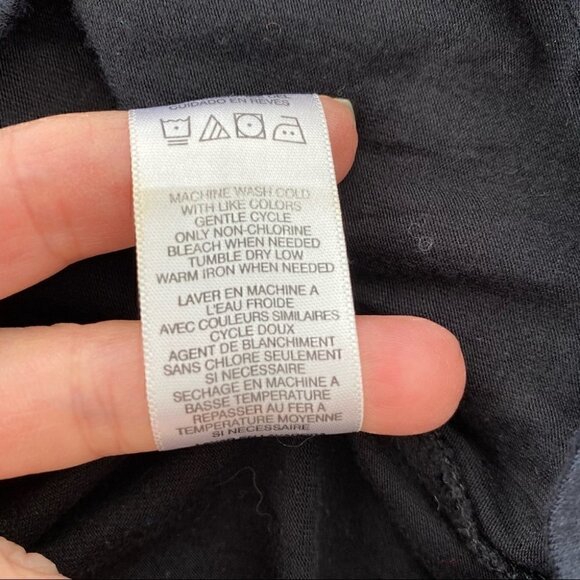 CUIDADO EN REVES
MACHINE WASH COLD
WITH LIKE COLORS
GENTLE CYCLE
ONLY NON-CHLORINE
BLEACH WHEN NEEDED
TUMBLE DRY LOW
WARM IRON WHEN NEEDED
LAVER EN MACHINE A
L'EAU FROIDE
AVEC COULEURS SIMILAIRES
CYCLE DOUX
AGENT DE BLANCHIMENT
SANS CHLORE SEULEMENT
SI NECESSAIRE
SECHAGE EN MACHINE A
BASSE TEMPERATURE
REPASSER AU FER A
TEMPERATURE MOYENNE
SI NECESSAIRE